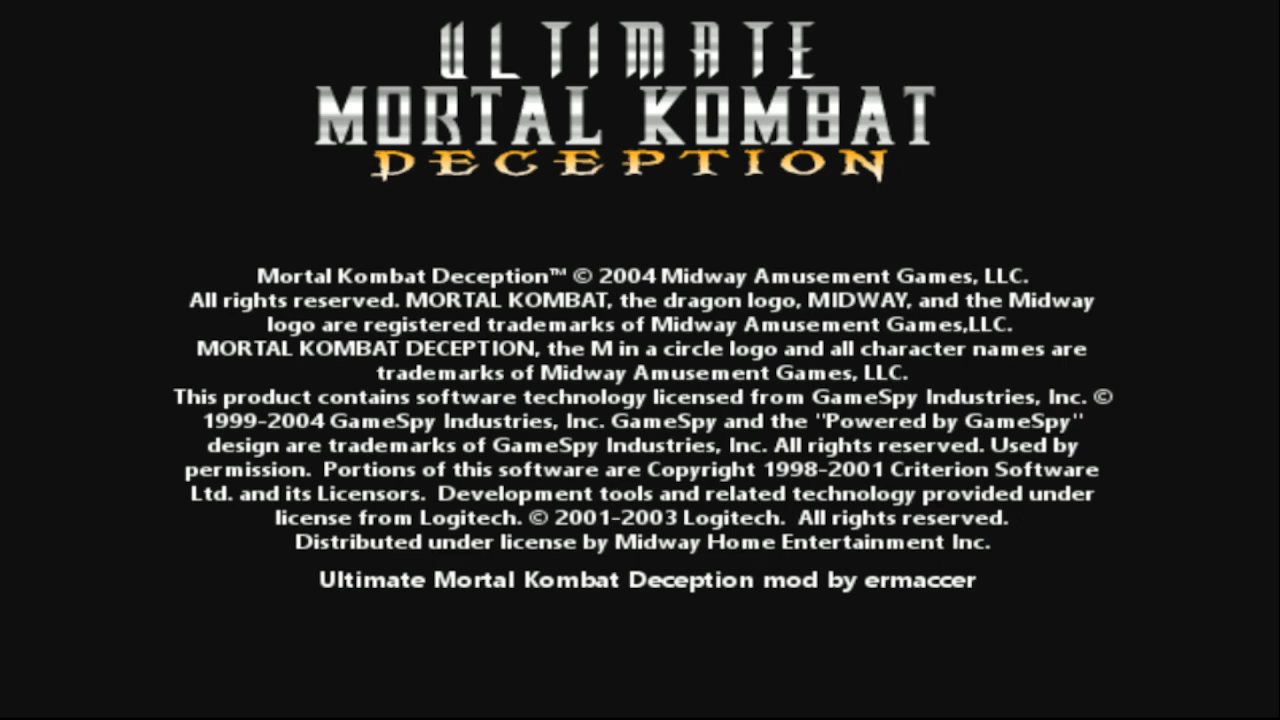 ULTIMATE
MORTAL KOMBAT
DECEPTION
Mortal Kombat Deception™ © 2004 Midway Amusement Games, LLC.
All rights reserved. MORTAL KOMBAT, the dragon logo, MIDWAY, and the Midway
logo are registered trademarks of Midway Amusement Games,LLC.
MORTAL KOMBAT DECEPTION, the M in a circle logo and all character names are
trademarks of Midway Amusement Games, LLC.
This product contains software technology licensed from GameSpy Industries, Inc. ©
1999-2004 GameSpy Industries, Inc. GameSpy and the "Powered by GameSpy"
design are trademarks of GameSpy Industries, Inc. All rights reserved. Used by
permission.  Portions of this software are Copyright 1998-2001 Criterion Software
Ltd. and its Licensors.  Development tools and related technology provided under
license from Logitech. © 2001-2003 Logitech.  All rights reserved.
Distributed under license by Midway Home Entertainment Inc.
Ultimate Mortal Kombat Deception mod by ermaccer